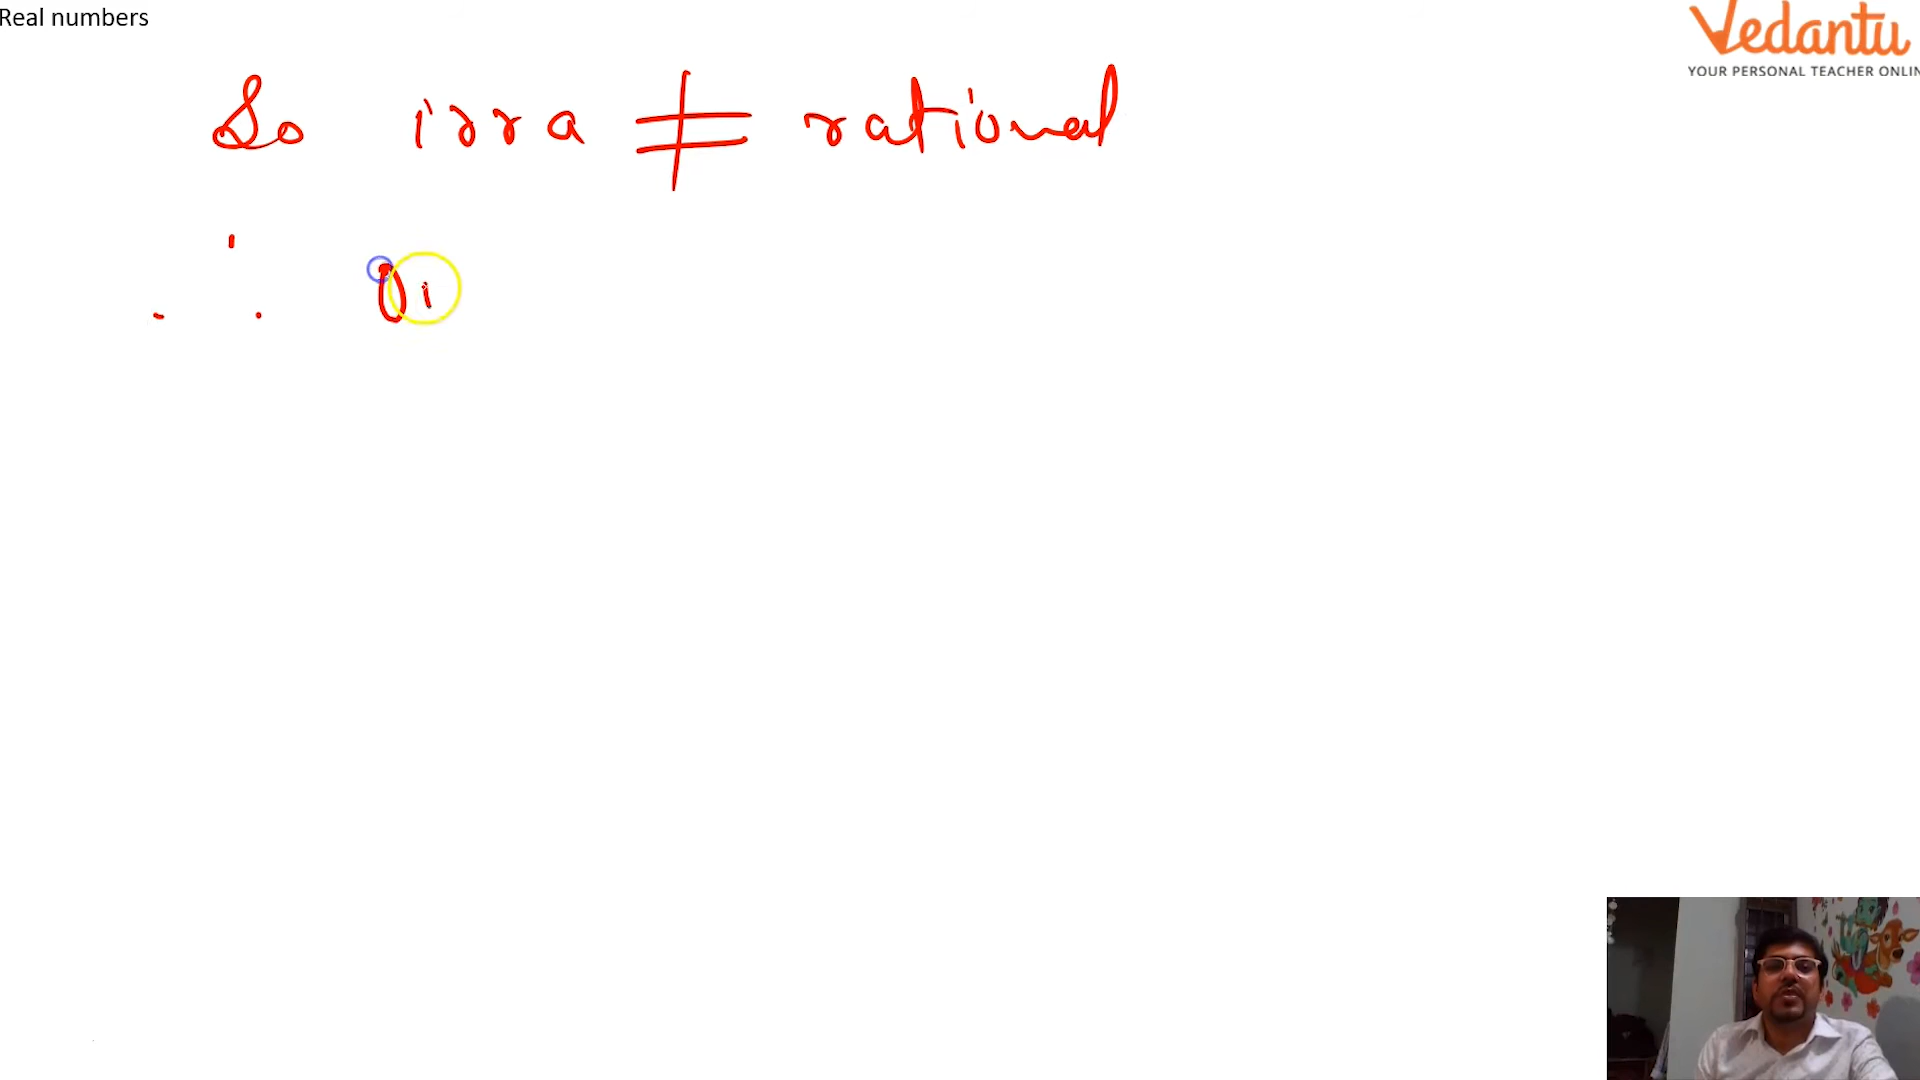 Real numbers
Vedantu
YOUR PERSONAL TEACHER ONLIN
So irra ≠ rational
∴